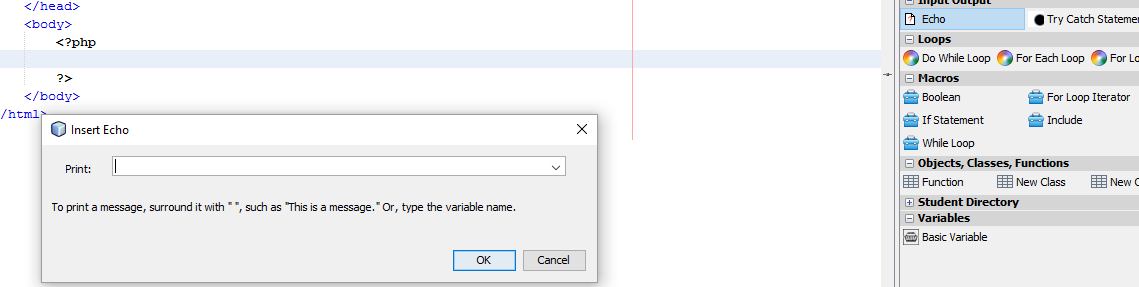 </head>
<body>
<?php
?>
</body>
/html>
Insert Echo
Print:
To print a message, surround it with " ", such as "This is a message." Or, type the variable name.
OK Cancel
Input Output
Echo Try Catch Stateme
Loops
Do While Loop For Each Loop For Lo
Macros
Boolean For Loop Iterator
If Statement Include
While Loop
Objects, Classes, Functions
Function New Class New C
Student Directory
Variables
Basic Variable